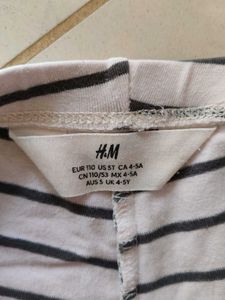 H&M
EUR 110 US 5T CA 4-5A
CN 110/53 MX 4-5A
AUS 5 UK 4-5Y